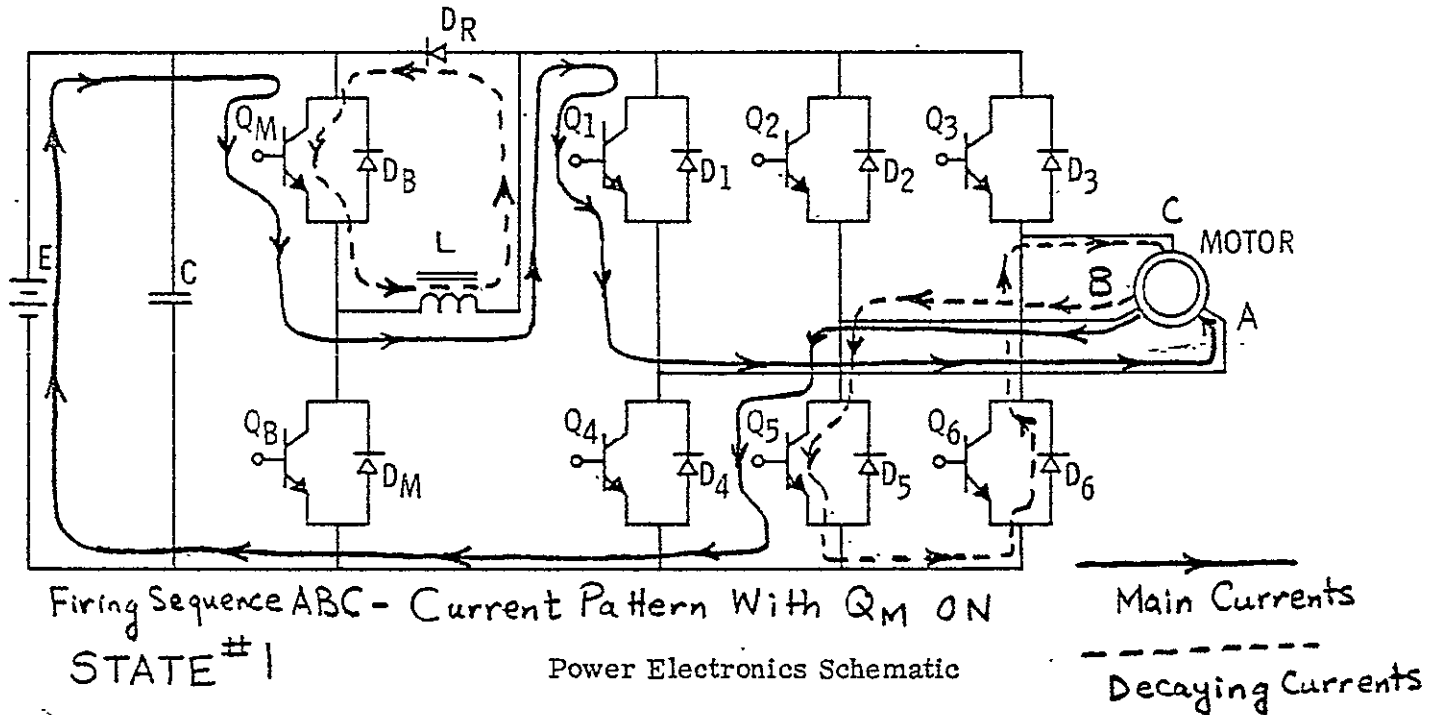 DR
QM
DB
L
Q1
D1
Q2
D2
Q3
D3
C
MOTOR
E
C
B
A
QB
DM
Q4
D4
Q5
D5
Q6
D6
Firing Sequence ABC - Current Pattern With QM ON
STATE #1
Power Electronics Schematic
Main Currents
Decaying Currents